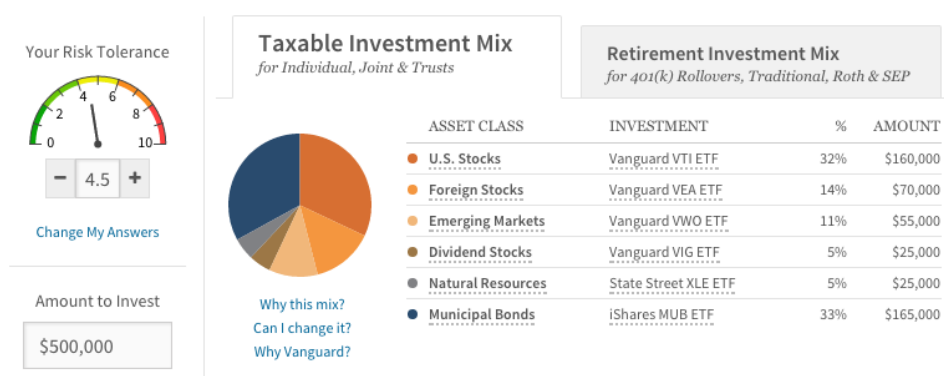 Your Risk Tolerance
0 2 4 6 8 10
− 4.5 +
Change My Answers
Amount to Invest
$500,000
Taxable Investment Mix
for Individual, Joint & Trusts
Retirement Investment Mix
for 401(k) Rollovers, Traditional, Roth & SEP
Why this mix?
Can I change it?
Why Vanguard?
ASSET CLASS INVESTMENT % AMOUNT
U.S. Stocks Vanguard VTI ETF 32% $160,000
Foreign Stocks Vanguard VEA ETF 14% $70,000
Emerging Markets Vanguard VWO ETF 11% $55,000
Dividend Stocks Vanguard VIG ETF 5% $25,000
Natural Resources State Street XLE ETF 5% $25,000
Municipal Bonds iShares MUB ETF 33% $165,000